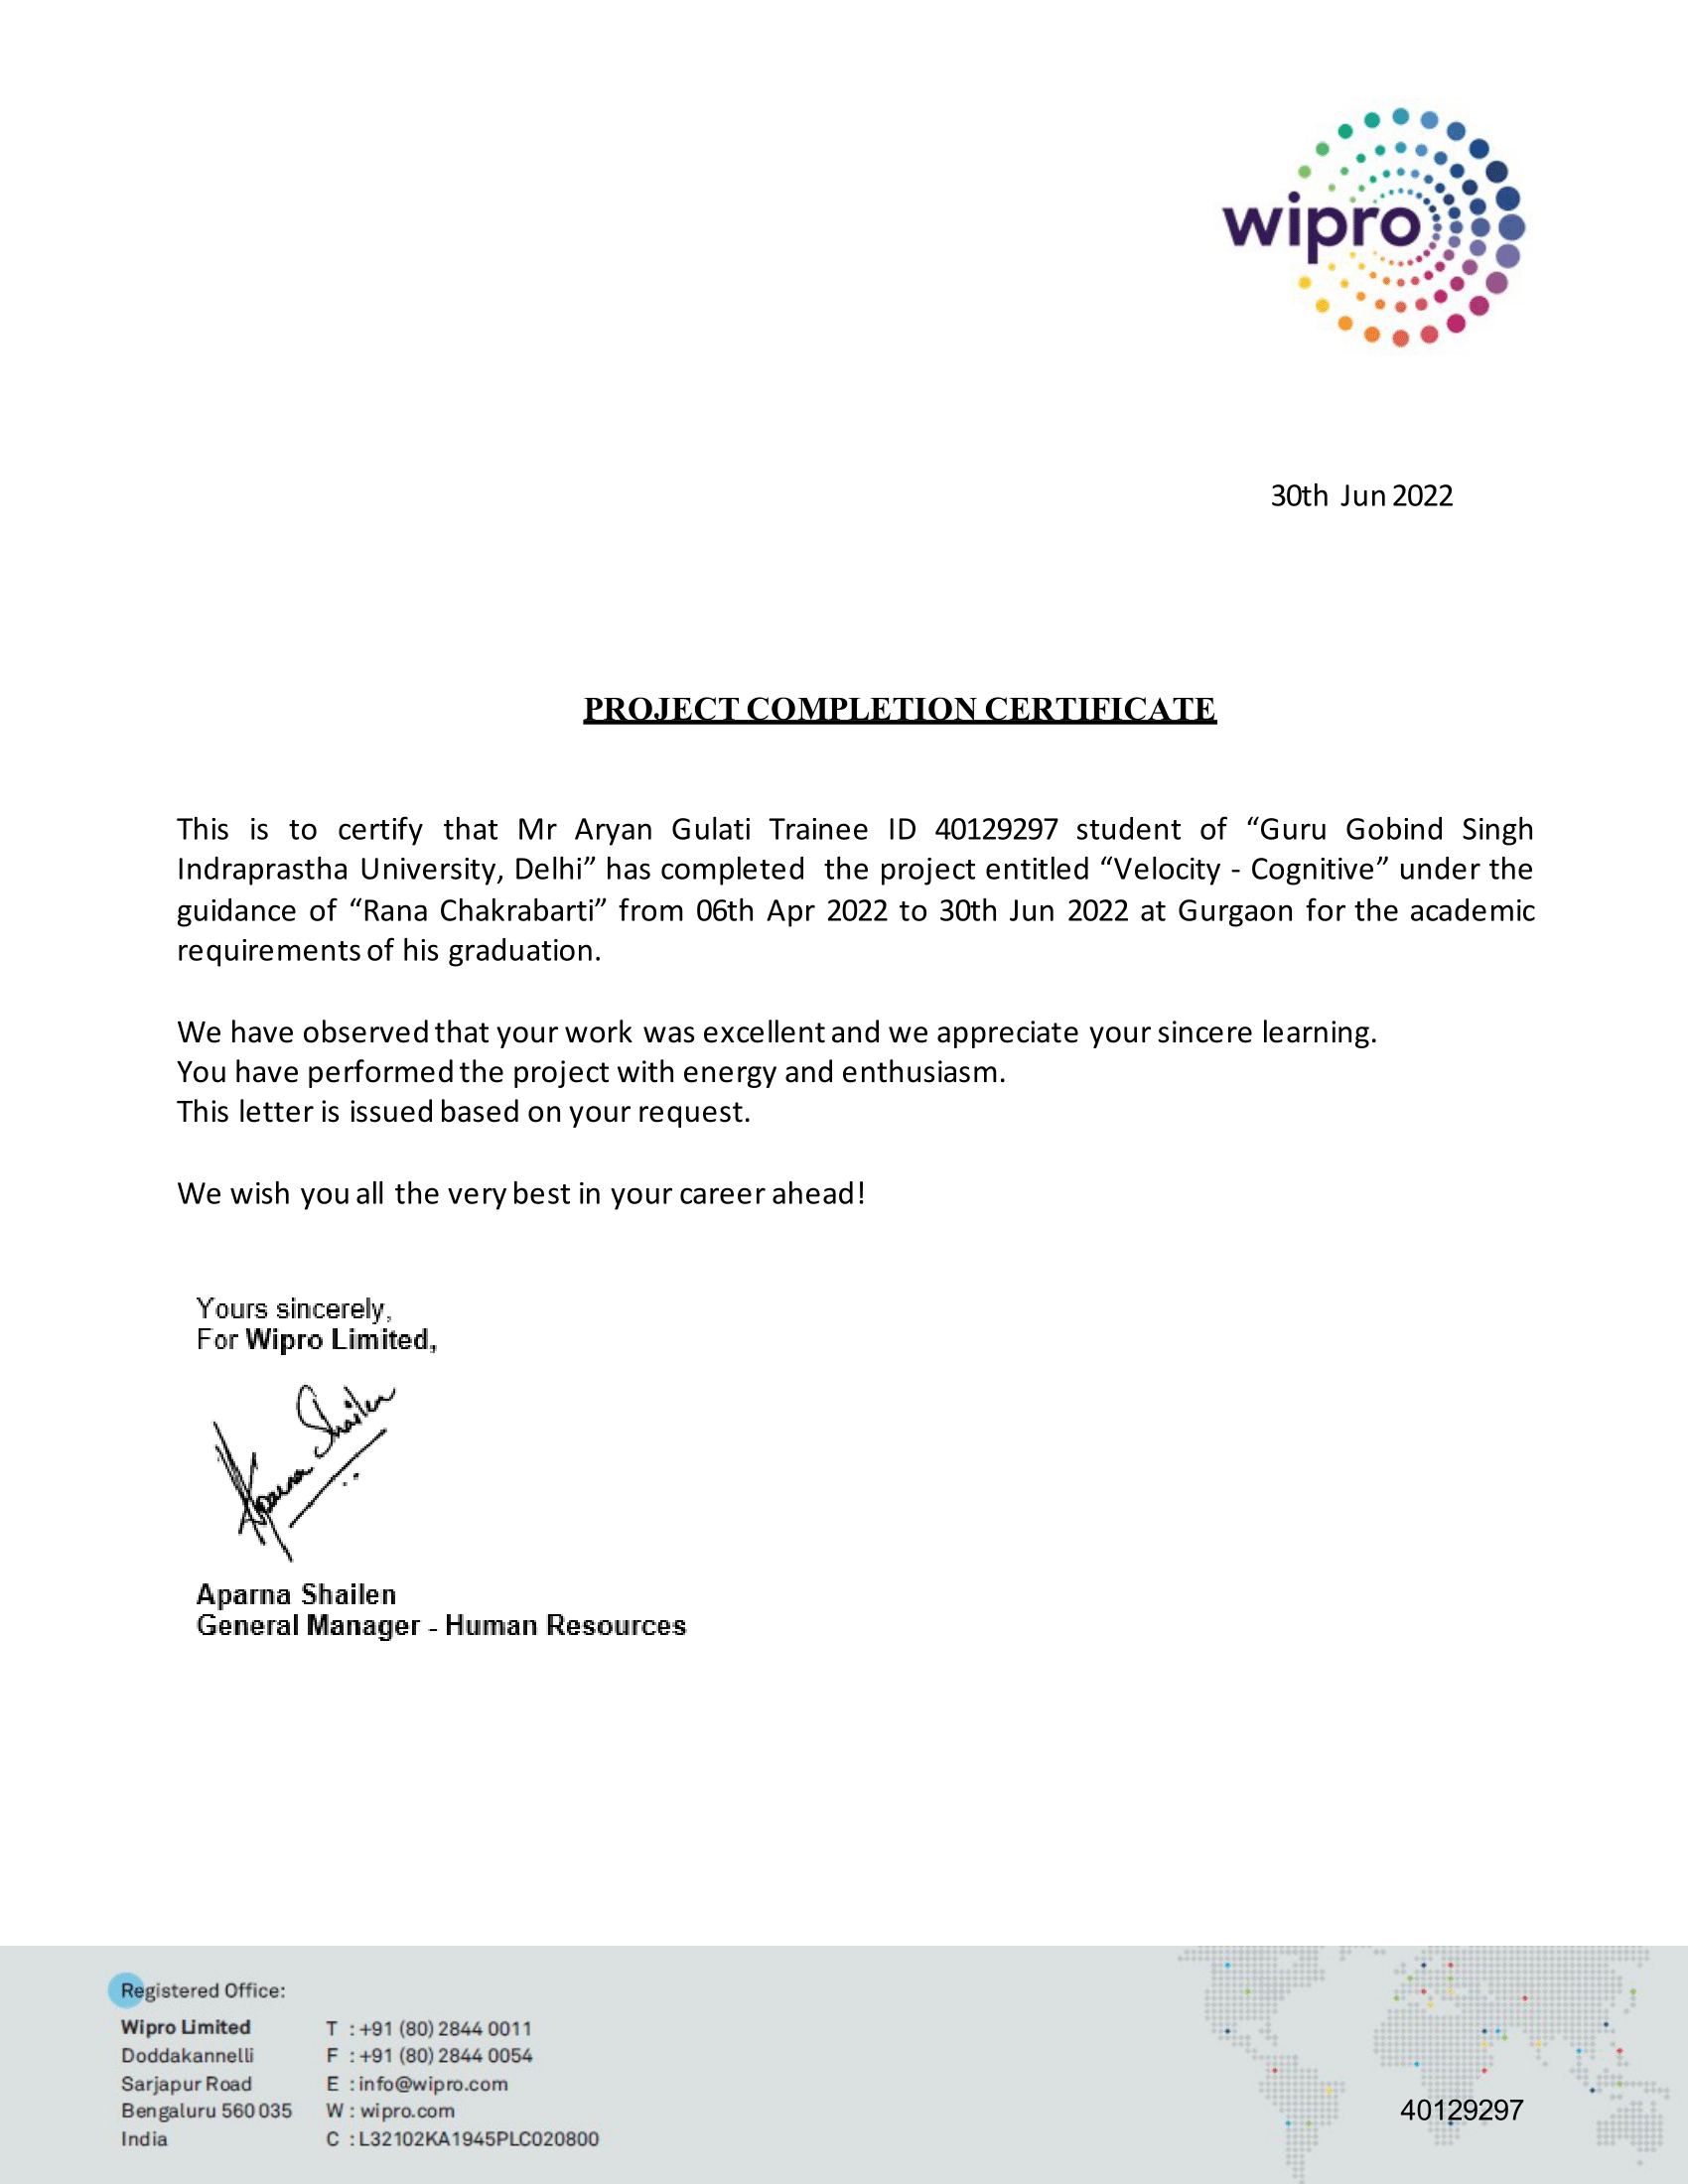 wipro
30th Jun 2022
PROJECT COMPLETION CERTIFICATE
This is to certify that Mr Aryan Gulati Trainee ID 40129297 student of “Guru Gobind Singh
Indraprastha University, Delhi” has completed the project entitled “Velocity - Cognitive” under the
guidance of “Rana Chakrabarti” from 06th Apr 2022 to 30th Jun 2022 at Gurgaon for the academic
requirements of his graduation.
We have observed that your work was excellent and we appreciate your sincere learning.
You have performed the project with energy and enthusiasm.
This letter is issued based on your request.
We wish you all the very best in your career ahead!
Yours sincerely,
For Wipro Limited,
Aparna Shailen
Aparna Shailen
General Manager - Human Resources
Registered Office:
Wipro Limited
Doddakannelli
Sarjapur Road
Bengaluru 560 035
India
T : +91 (80) 2844 0011
F : +91 (80) 2844 0054
E : info@wipro.com
W : wipro.com
C : L32102KA1945PLC020800
40129297